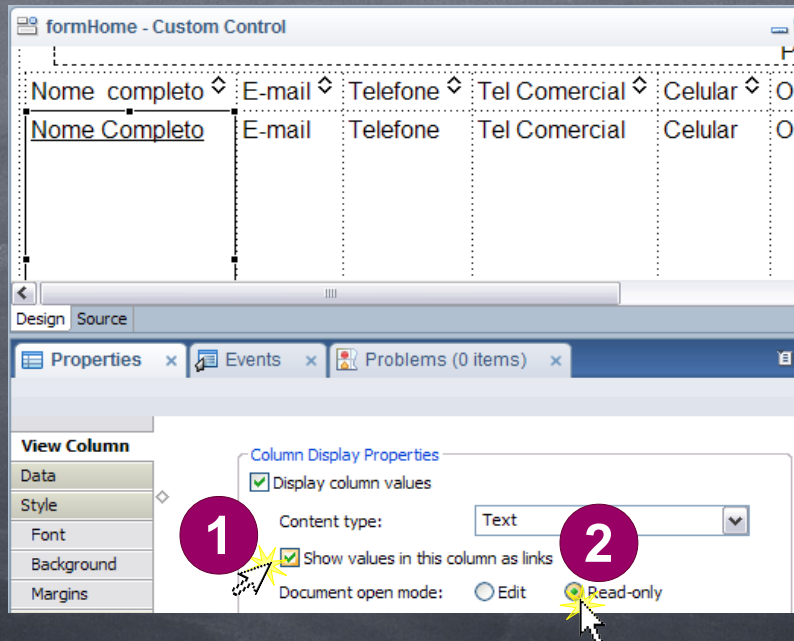 formHome - Custom Control
Nome completo E-mail Telefone Tel Comercial Celular O
Nome Completo E-mail Telefone Tel Comercial Celular O
Design Source
Properties Events Problems (0 items)
View Column
Column Display Properties
Data
Display column values
Style
Content type: Text
Font
1
2
Show values in this column as links
Background
Margins
Document open mode: Edit Read-only